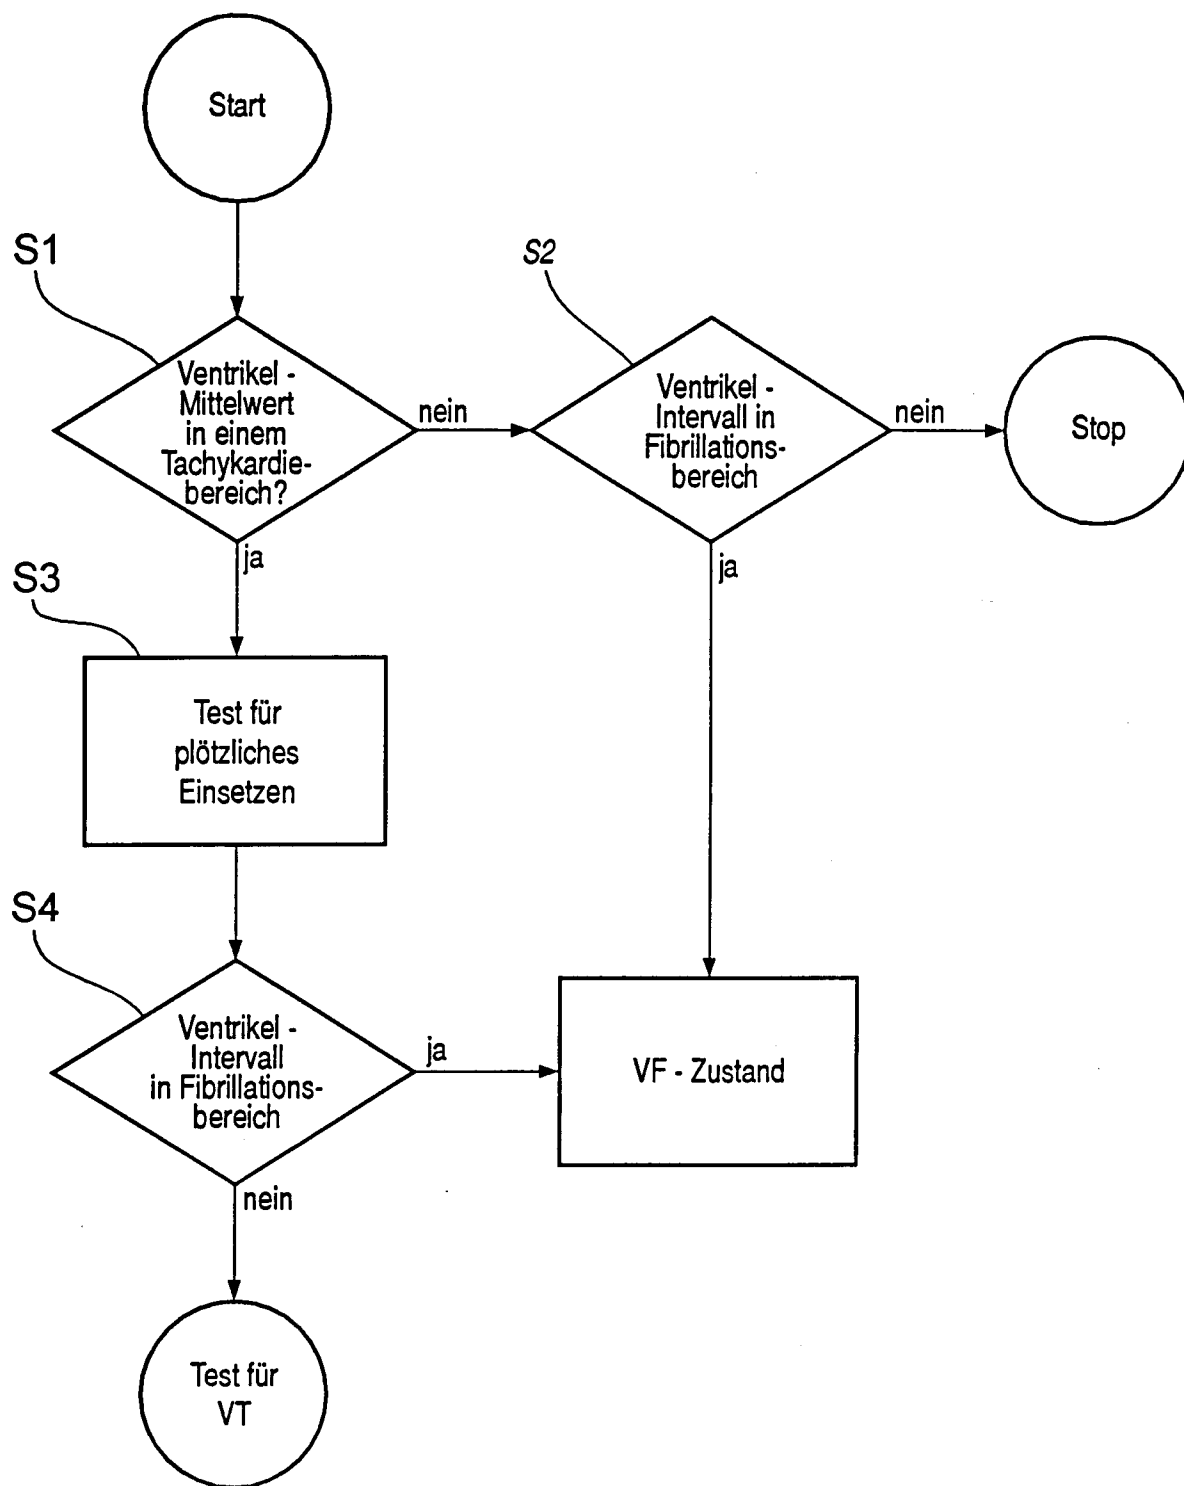 Start
S1
Ventrikel -
Mittelwert
in einem
Tachykardie-
bereich?
nein
S2
Ventrikel -
Intervall in
Fibrillations-
bereich
nein
Stop
ja
ja
S3
Test für
plötzliches
Einsetzen
S4
Ventrikel -
Intervall
in Fibrillations-
bereich
ja
VF - Zustand
nein
Test für
VT